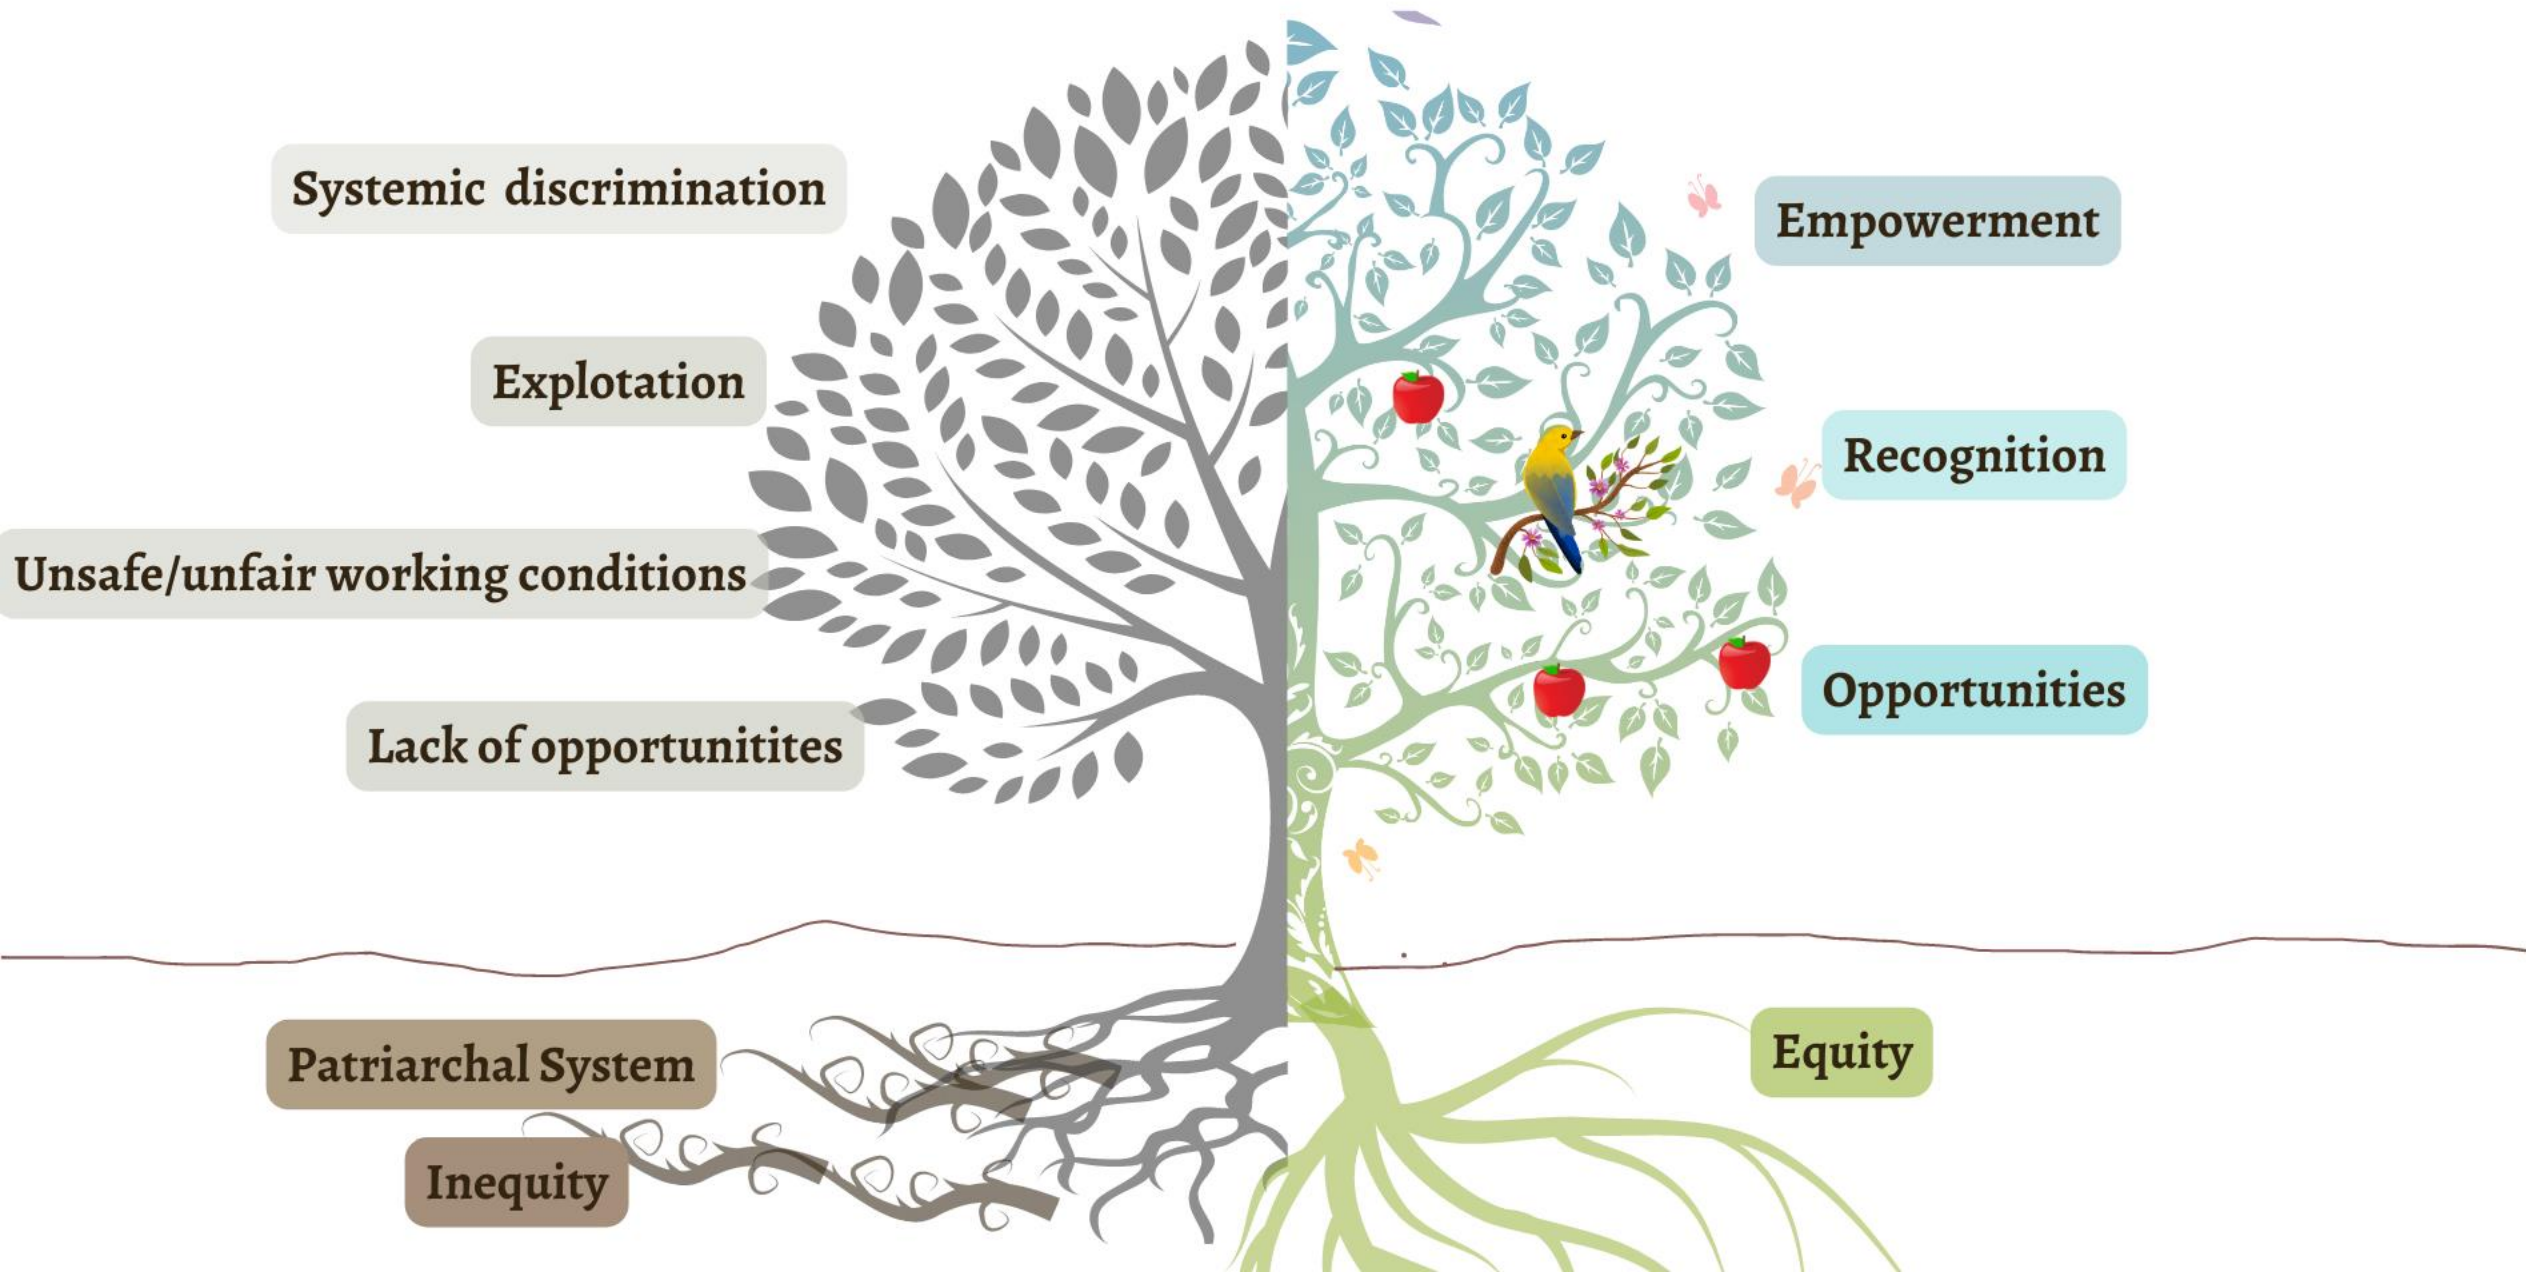 Systemic discrimination
Explotation
Unsafe/unfair working conditions
Lack of opportunitites
Patriarchal System
Inequity
Empowerment
Recognition
Opportunities
Equity